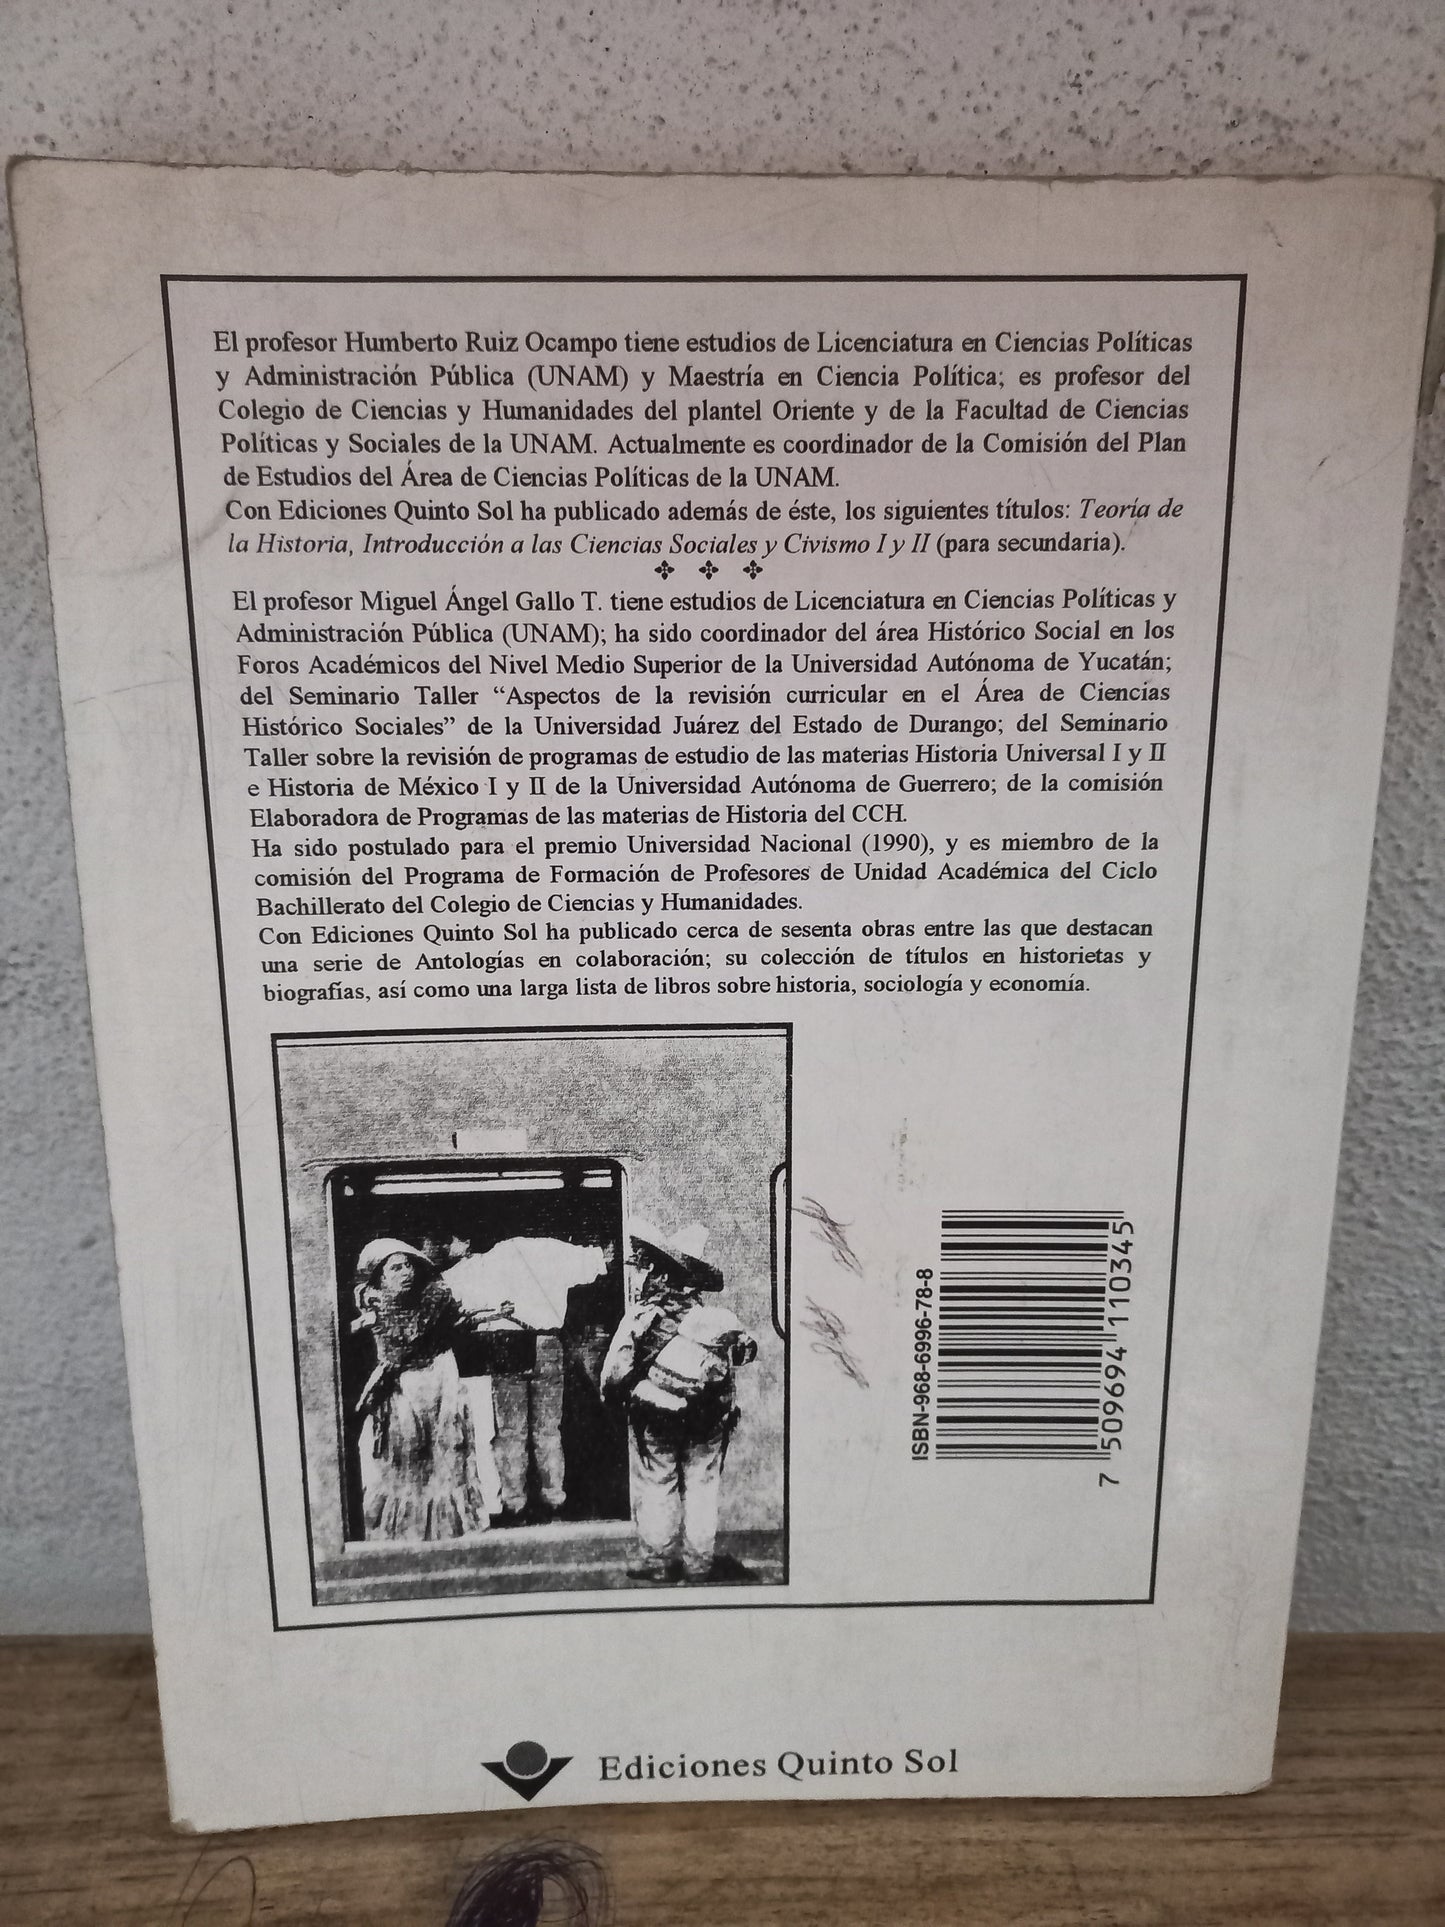 El profesor Humberto Ruiz Ocampo tiene estudios de Licenciatura en Ciencias Políticas
y Administración Pública (UNAM) y Maestría en Ciencia Política; es profesor del
Colegio de Ciencias y Humanidades del plantel Oriente y de la Facultad de Ciencias
Políticas y Sociales de la UNAM. Actualmente es coordinador de la Comisión del Plan
de Estudios del Área de Ciencias Políticas de la UNAM.
Con Ediciones Quinto Sol ha publicado además de éste, los siguientes títulos: Teoría de
la Historia, Introducción a las Ciencias Sociales y Civismo I y II (para secundaria).
El profesor Miguel Ángel Gallo T. tiene estudios de Licenciatura en Ciencias Políticas y
Administración Pública (UNAM); ha sido coordinador del área Histórico Social en los
Foros Académicos del Nivel Medio Superior de la Universidad Autónoma de Yucatán;
del Seminario Taller “Aspectos de la revisión curricular en el Área de Ciencias
Histórico Sociales” de la Universidad Juárez del Estado de Durango; del Seminario
Taller sobre la revisión de programas de estudio de las materias Historia Universal I y II
e Historia de México I y II de la Universidad Autónoma de Guerrero; de la comisión
Elaboradora de Programas de las materias de Historia del CCH.
Ha sido postulado para el premio Universidad Nacional (1990), y es miembro de la
comisión del Programa de Formación de Profesores de Unidad Académica del Ciclo
Bachillerato del Colegio de Ciencias y Humanidades.
Con Ediciones Quinto Sol ha publicado cerca de sesenta obras entre las que destacan
una serie de Antologías en colaboración; su colección de títulos en historietas y
biografías, así como una larga lista de libros sobre historia, sociología y economía.
ISBN-968-6996-78-8
7 509694 110345
Ediciones Quinto Sol